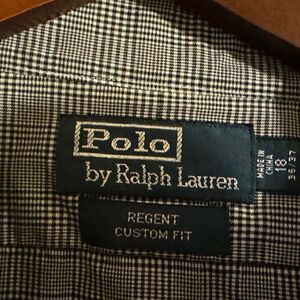 Polo
by Ralph Lauren
REGENT
CUSTOM FIT
MADE IN
CHINA
18
36/37